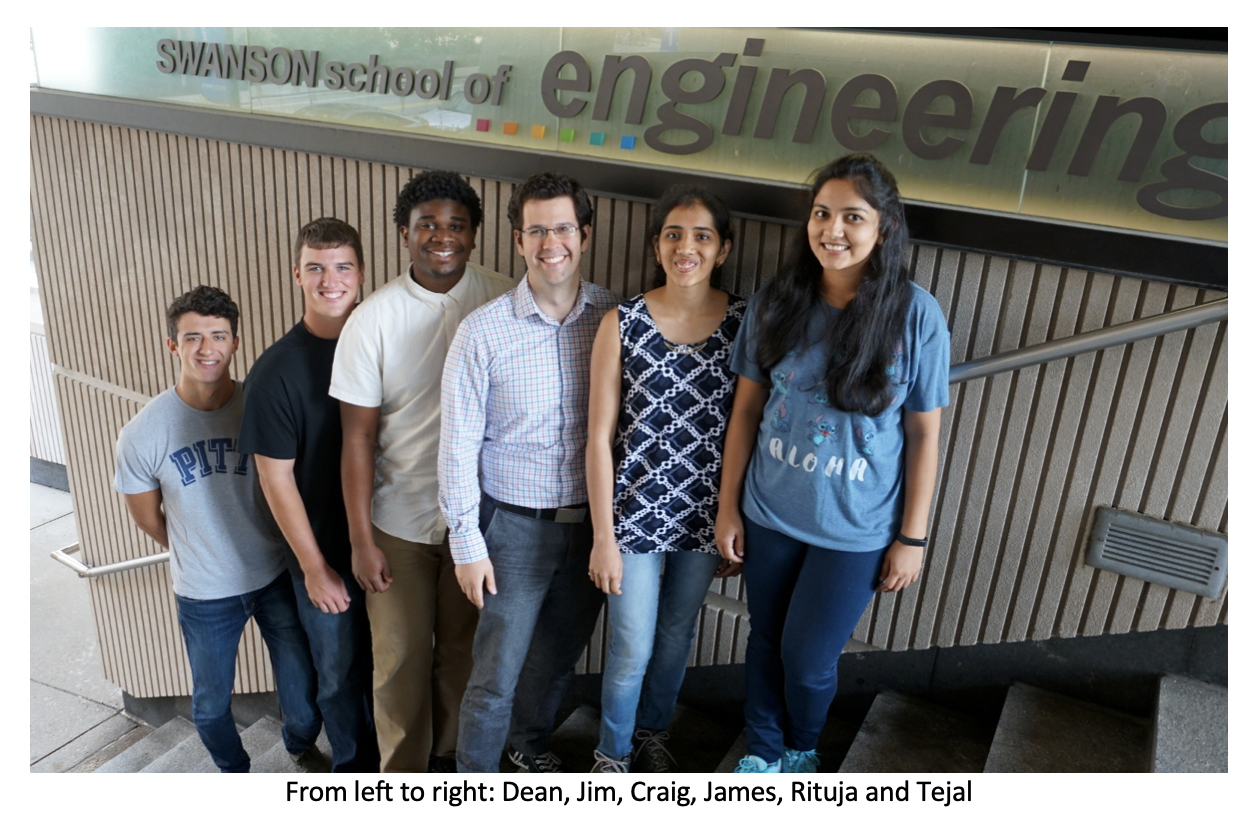 SWANSON school of engineering
PITT
ALOHA
From left to right: Dean, Jim, Craig, James, Rituja and Tejal